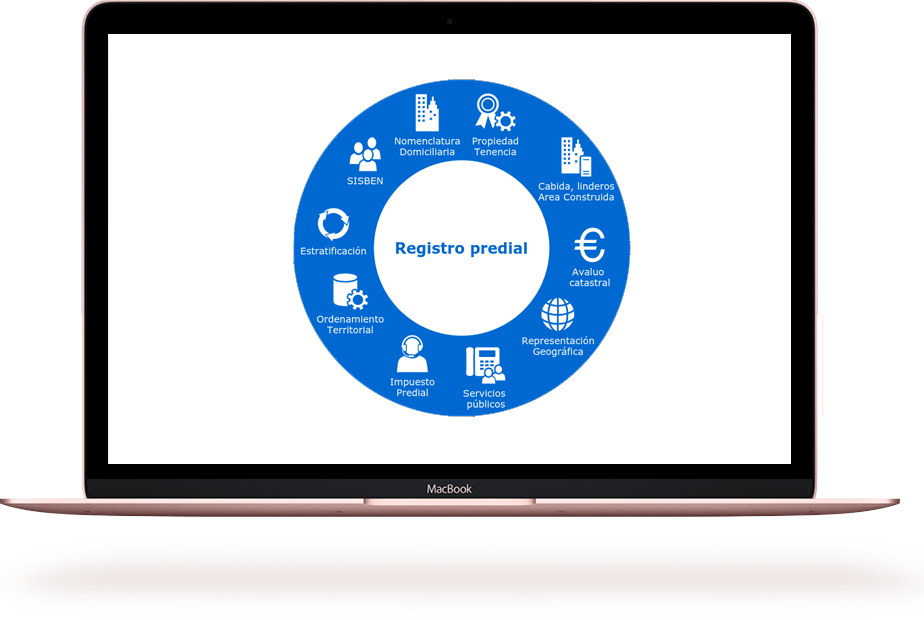 Nomenclatura
Domiciliaria
Propiedad
Tenencia
Cabida, linderos
Area Construida
Avaluo
catastral
Representación
Geográfica
Servicios
públicos
Impuesto
Predial
Ordenamiento
Territorial
Estratificación
SISBEN
Registro predial
MacBook